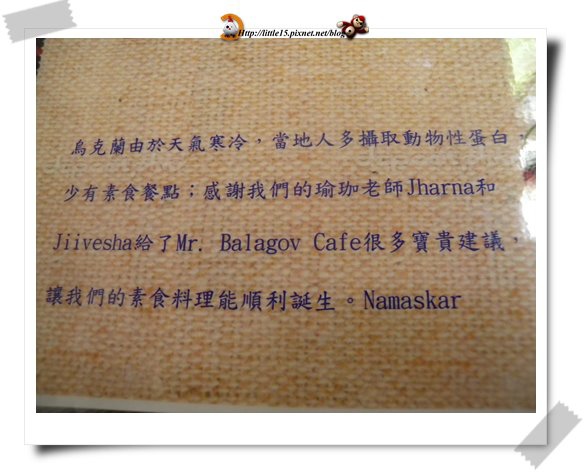 Http://little15.pixnet.net/blog
烏克蘭由於天氣寒冷，當地人多攝取動物性蛋白，
少有素食餐點；感謝我們的瑜珈老師Jharna和
Jiivesha給了Mr. Balagov Cafe很多寶貴建議，
讓我們的素食料理能順利誕生。Namaskar